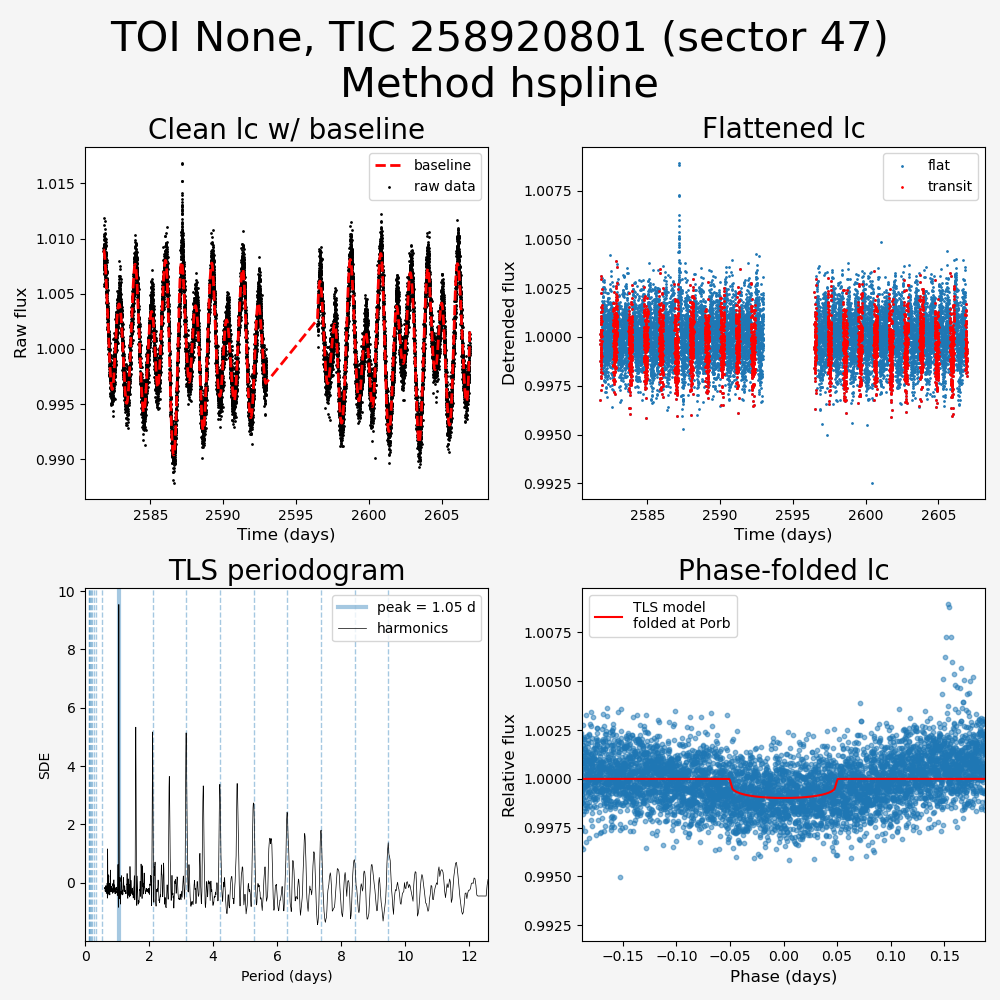 TOI None, TIC 258920801 (sector 47)
Method hspline
Clean lc w/ baseline
baseline
raw data
1.015
1.010
1.005
1.000
0.995
0.990
Raw flux
2585
2590
2595
2600
2605
Time (days)
Flattened lc
flat
transit
1.0075
1.0050
1.0025
1.0000
0.9975
0.9950
0.9925
Detrended flux
2585
2590
2595
2600
2605
Time (days)
TLS periodogram
peak = 1.05 d
harmonics
10
8
6
4
2
0
SDE
0
2
4
6
8
10
12
Period (days)
Phase-folded lc
TLS model
folded at Porb
1.0075
1.0050
1.0025
1.0000
0.9975
0.9950
0.9925
Relative flux
−0.15
−0.10
−0.05
0.00
0.05
0.10
0.15
Phase (days)